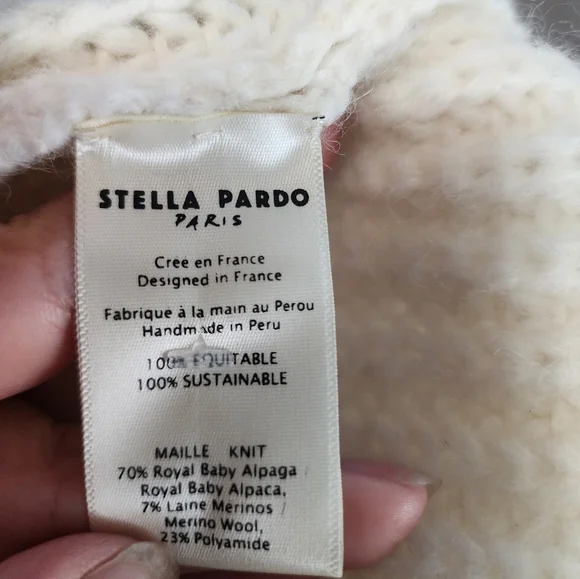 STELLA PARDO
PARIS
Crée en France
Designed in France
Fabrique à la main au Perou
Handmade in Peru
100% EQUITABLE
100% SUSTAINABLE
MAILLE KNIT
70% Royal Baby Alpaga /
Royal Baby Alpaca,
7% Laine Merinos /
Merino Wool,
23% Polyamide